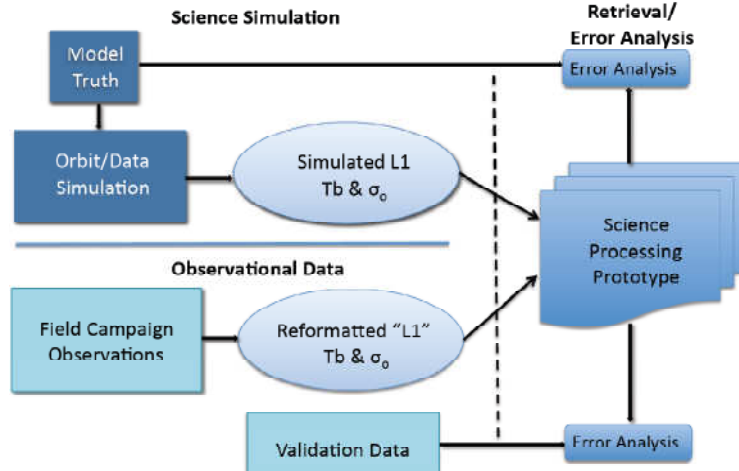 Science Simulation
Retrieval/
Error Analysis
Model
Truth
Error Analysis
Orbit/Data
Simulation
Simulated L1
Tb & σo
Science
Processing
Prototype
Observational Data
Field Campaign
Observations
Reformatted “L1”
Tb & σo
Validation Data
Error Analysis